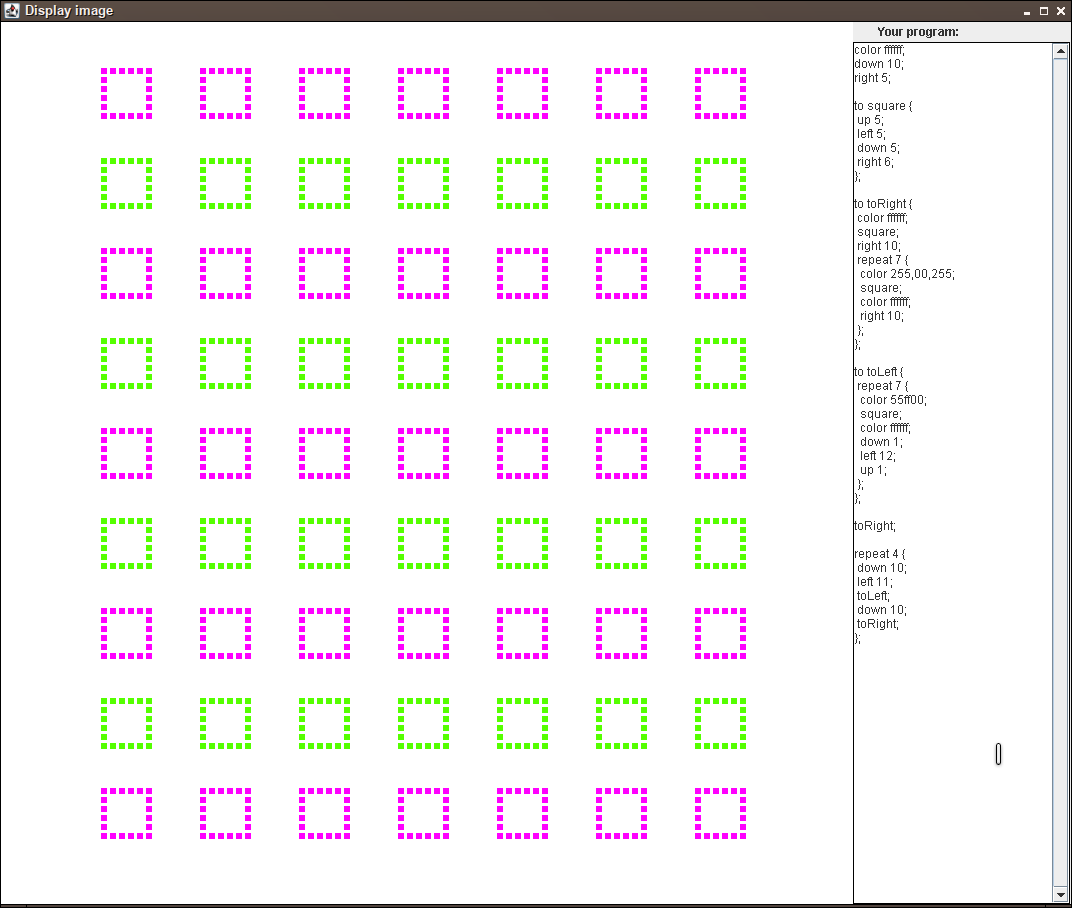 Display image
Your program:
color ffffff;
down 10;
right 5;
to square {
up 5;
left 5;
down 5;
right 6;
};
to toRight {
color ffffff;
square;
right 10;
repeat 7 {
color 255,00,255;
square;
color ffffff;
right 10;
};
};
to toLeft {
repeat 7 {
color 55ff00;
square;
color ffffff;
down 1;
left 12;
up 1;
};
};
toRight;
repeat 4 {
down 10;
left 11;
toLeft;
down 10;
toRight;
};